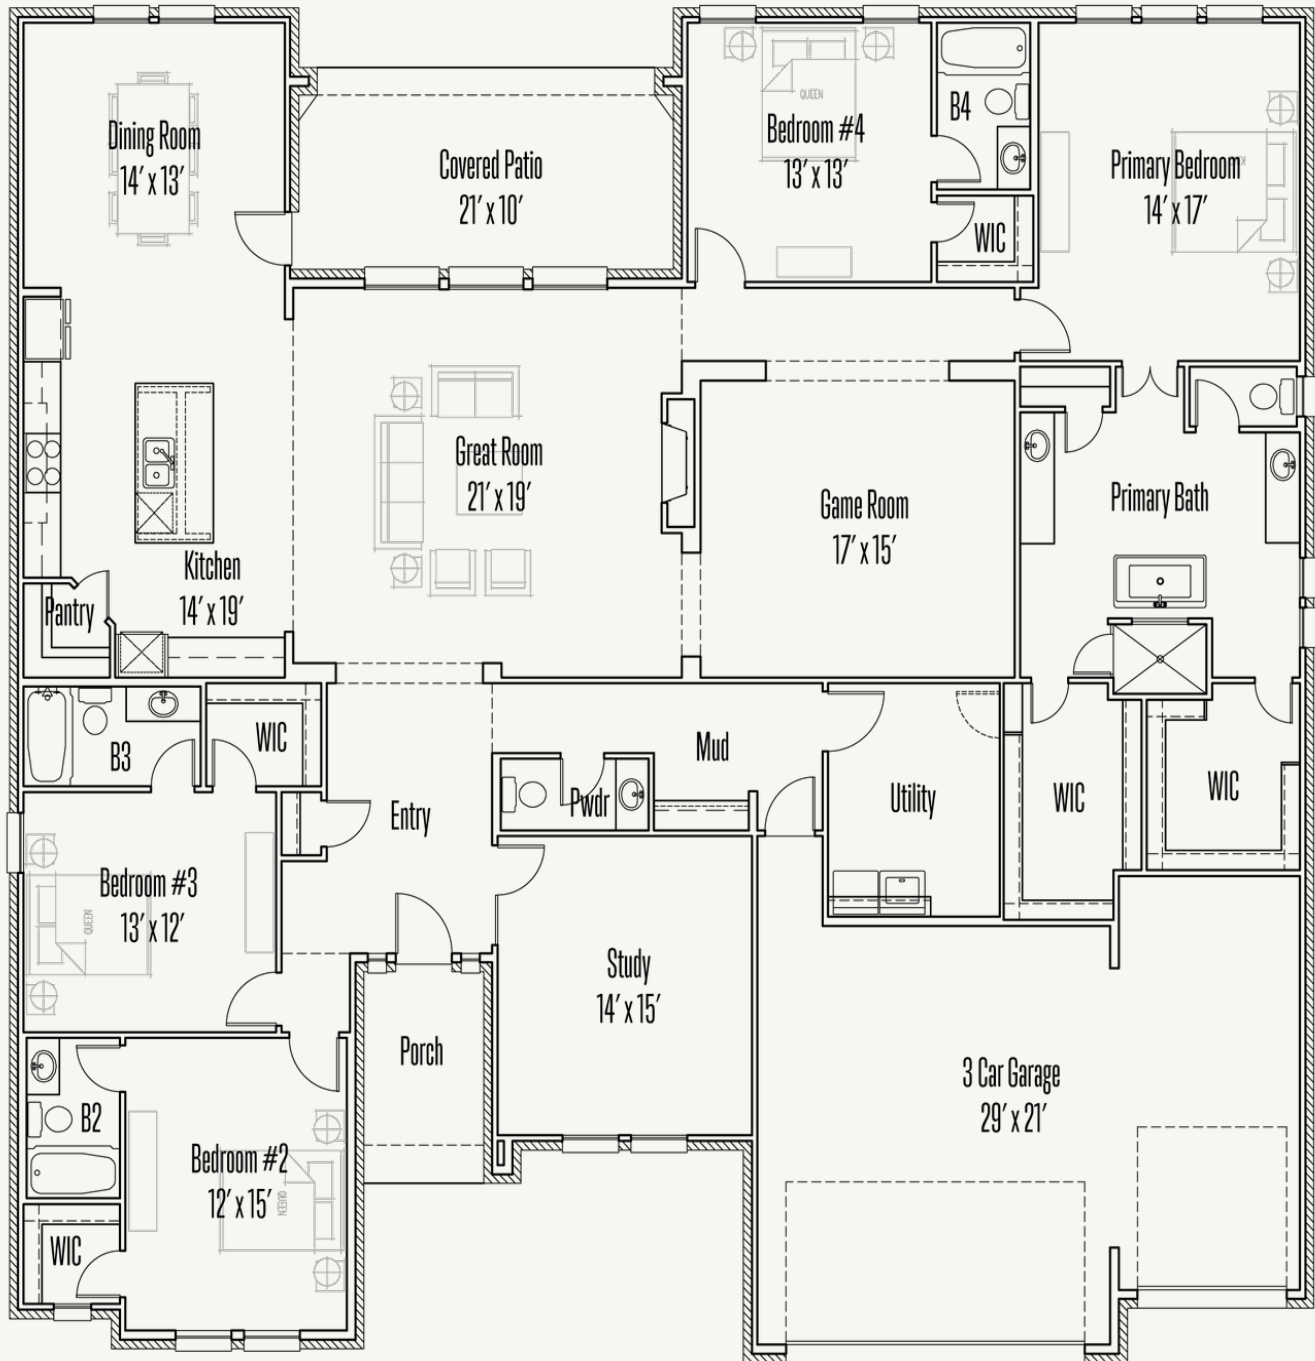 Dining Room
14' x 13'
Covered Patio
21' x 10'
QUEEN
Bedroom #4
13' x 13'
B4
WIC
Primary Bedroom
14' x 17'
Great Room
21' x 19'
Game Room
17' x 15'
Primary Bath
Kitchen
14' x 19'
Pantry
B3
WIC
Entry
Pwdr
Mud
Utility
WIC
WIC
Bedroom #3
13' x 12'
QUEEN
Study
14' x 15'
Porch
3 Car Garage
29' x 21'
B2
Bedroom #2
12' x 15'
QUEEN
WIC